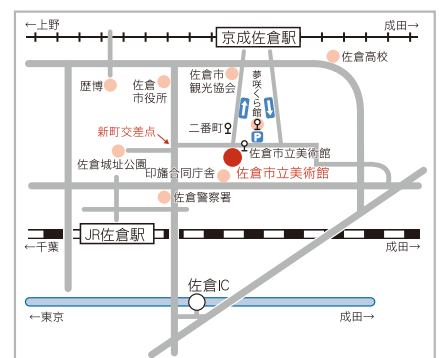 ←上野
成田→
京成佐倉駅
佐倉高校
歴博
佐倉
市役所
佐倉市
観光協会
夢咲くら館
P
二番町
新町交差点
佐倉市立美術館
佐倉城址公園
印旛合同庁舎
佐倉市立美術館
佐倉警察署
JR佐倉駅
←千葉
成田→
佐倉IC
←東京
成田→